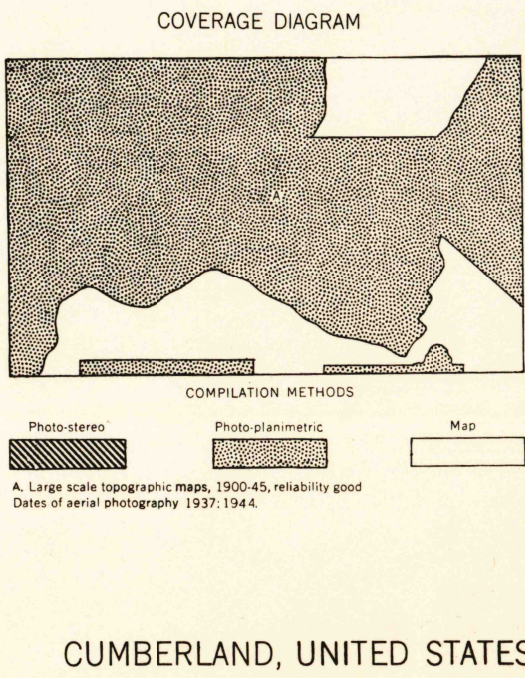 COVERAGE DIAGRAM
A
COMPILATION METHODS
Photo-stereo Photo-planimetric Map
A. Large scale topographic maps, 1900-45, reliability good
Dates of aerial photography 1937; 1944.
CUMBERLAND, UNITED STATES